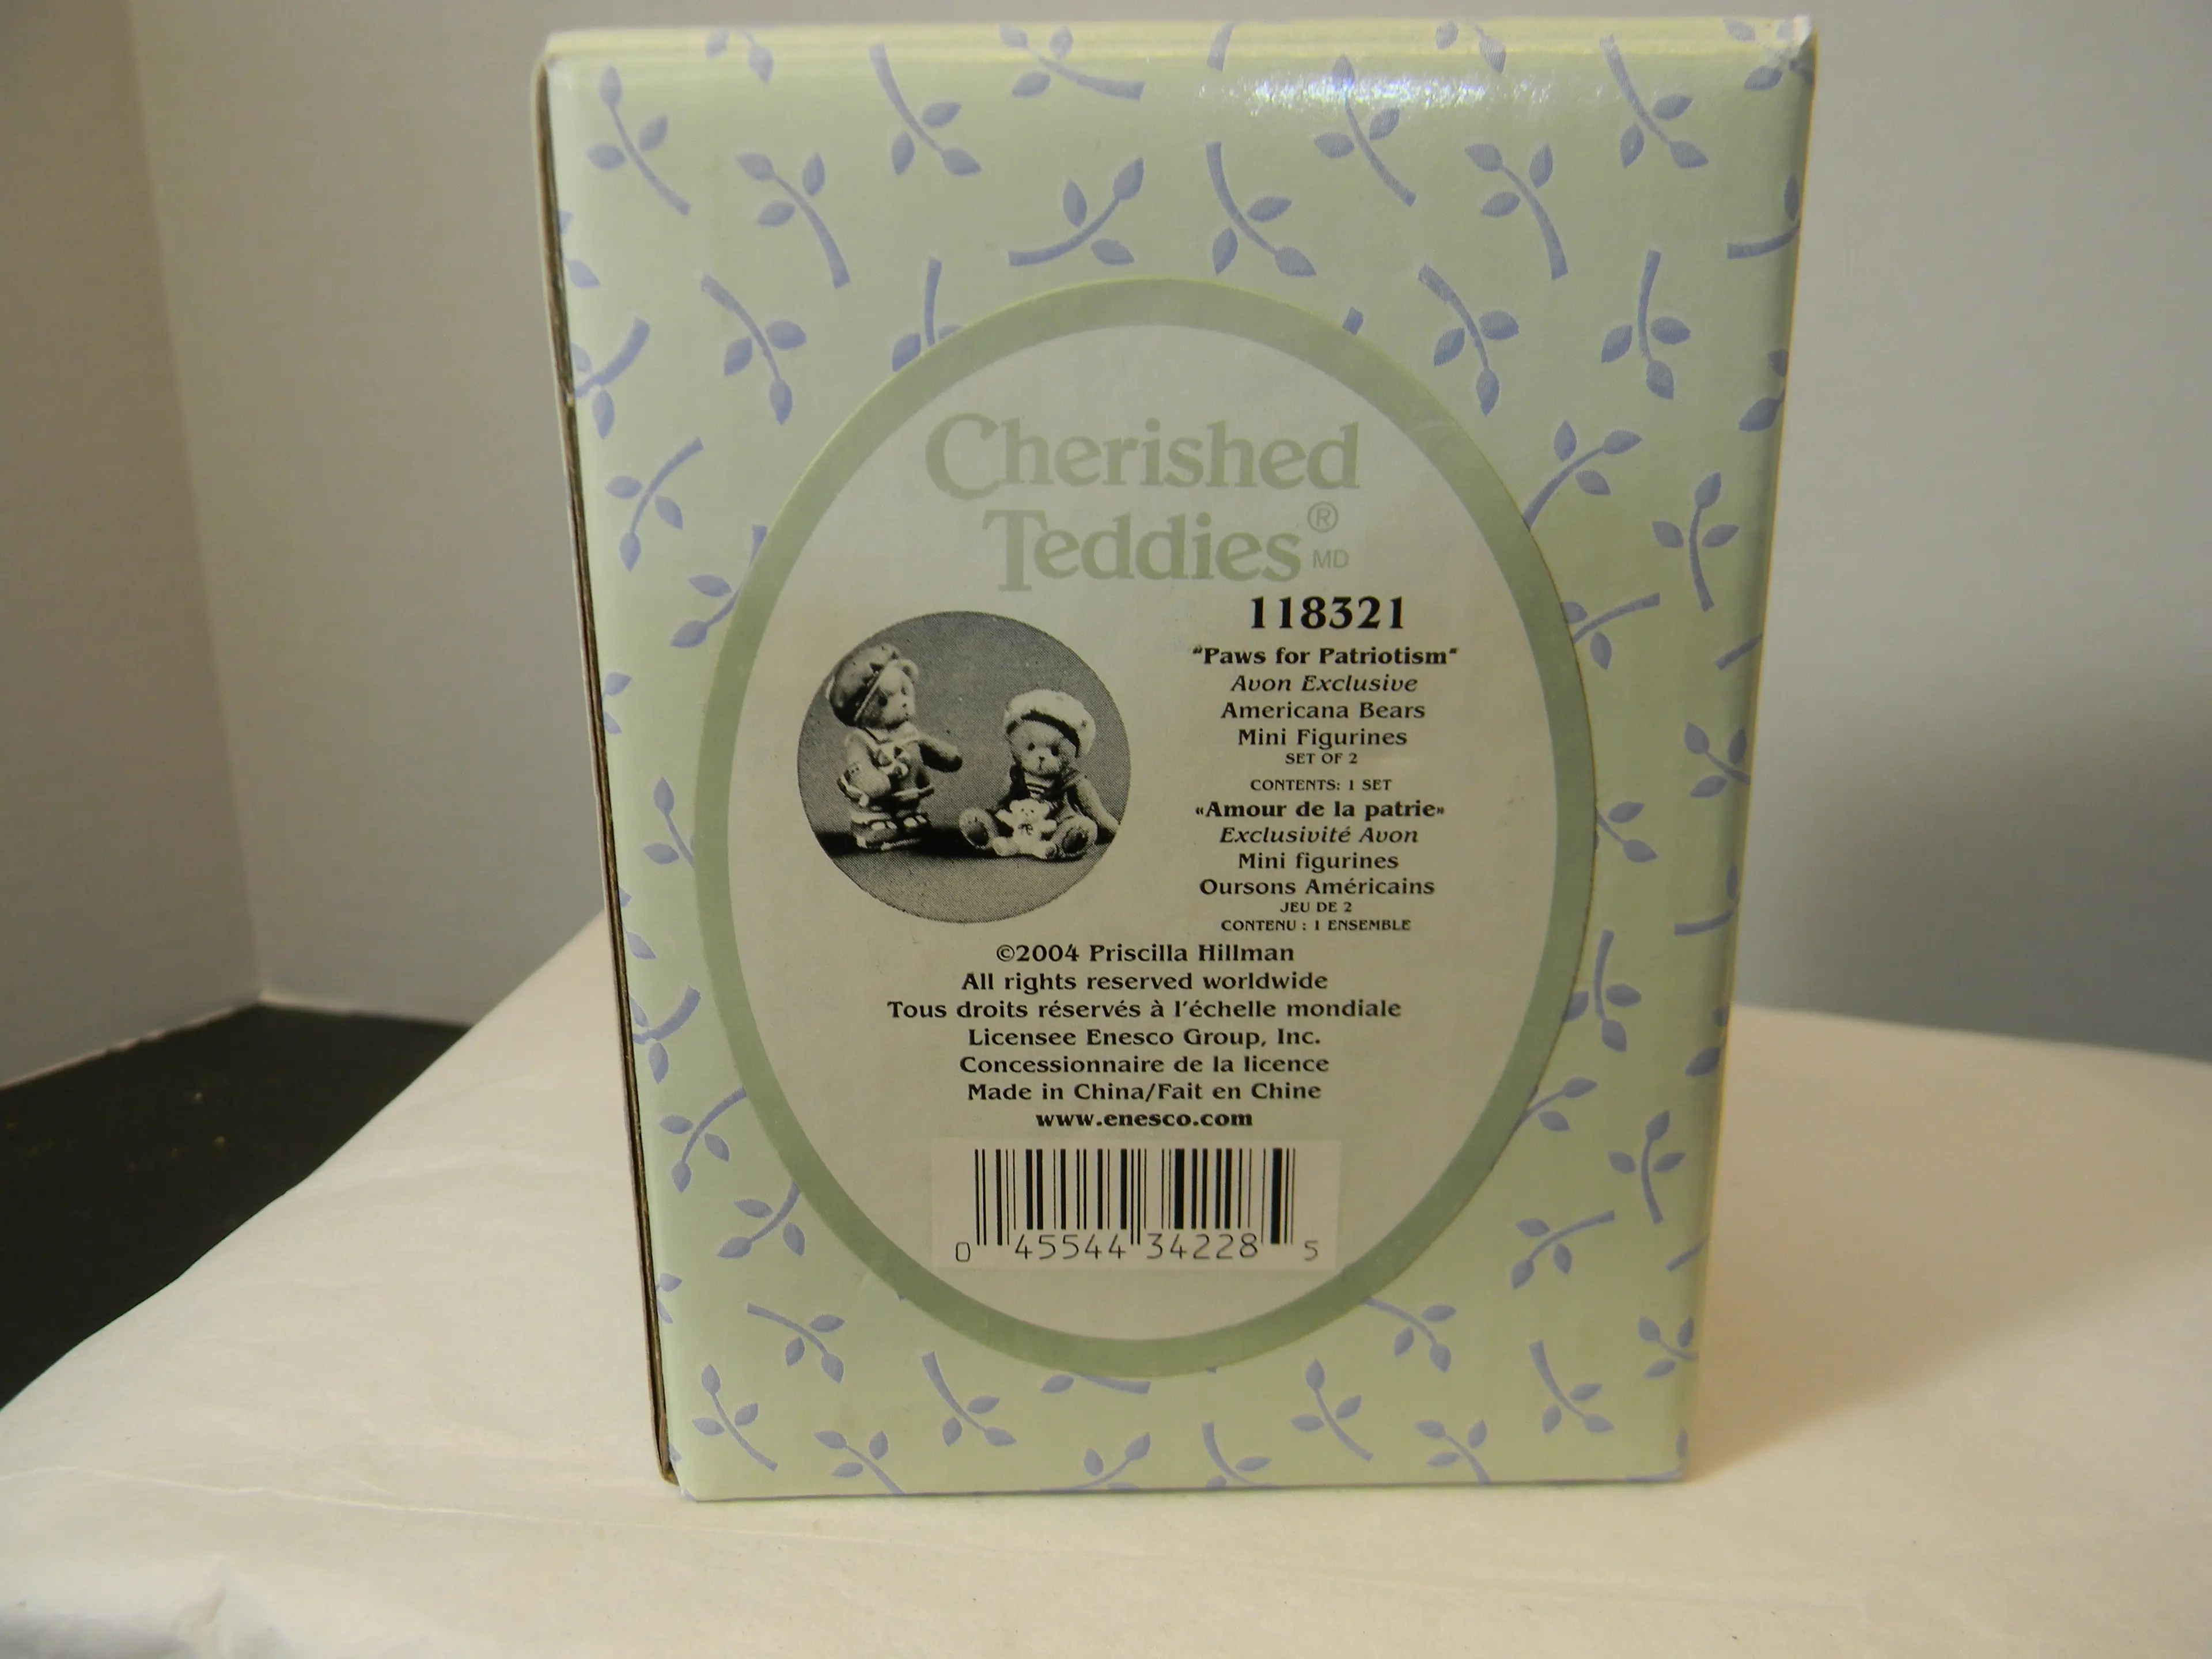 Cherished
Teddies®
MD
118321
"Paws for Patriotism"
Avon Exclusive
Americana Bears
Mini Figurines
SET OF 2
CONTENTS: 1 SET
«Amour de la patrie»
Exclusivité Avon
Mini figurines
Oursons Américains
JEU DE 2
CONTENU : 1 ENSEMBLE
©2004 Priscilla Hillman
All rights reserved worldwide
Tous droits réservés à l'échelle mondiale
Licensee Enesco Group, Inc.
Concessionnaire de la licence
Made in China/Fait en Chine
www.enesco.com
0 45544 34228 5